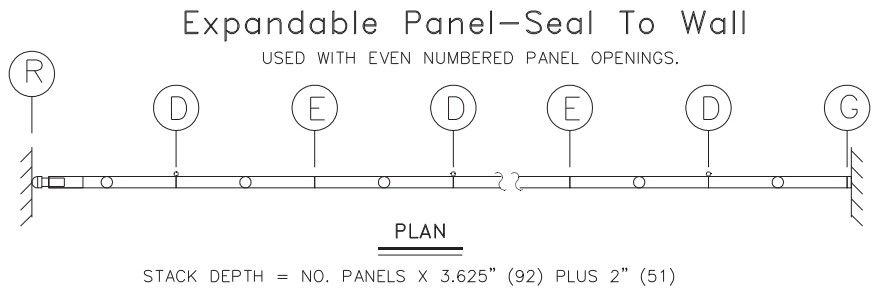 Expandable Panel–Seal To Wall
USED WITH EVEN NUMBERED PANEL OPENINGS.
R
D E D E D G
PLAN
STACK DEPTH = NO. PANELS X 3.625" (92) PLUS 2" (51)